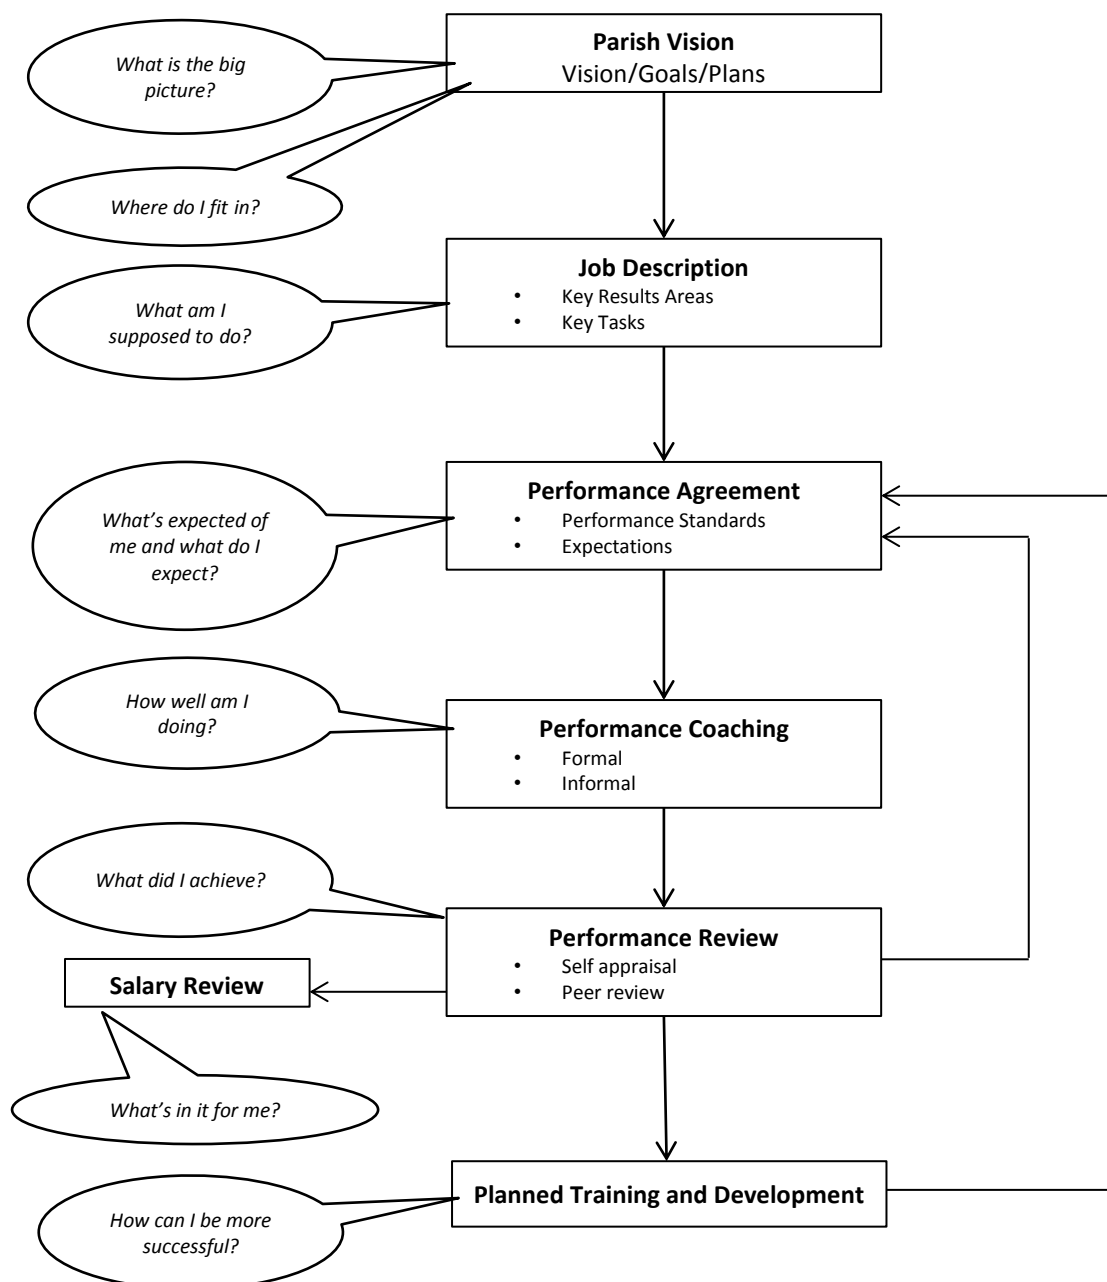 Parish Vision
Vision/Goals/Plans
What is the big
picture?
Where do I fit in?
Job Description
• Key Results Areas
• Key Tasks
What am I
supposed to do?
Performance Agreement
• Performance Standards
• Expectations
What’s expected of
me and what do I
expect?
How well am I
doing?
Performance Coaching
• Formal
• Informal
What did I achieve?
Performance Review
• Self appraisal
• Peer review
Salary Review
What’s in it for me?
Planned Training and Development
How can I be more
successful?